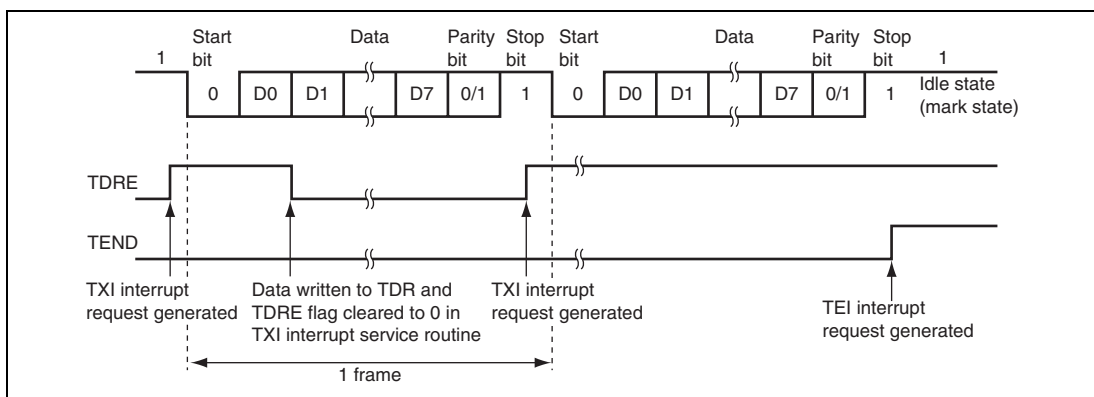 Start bit
Data
Parity bit
Stop bit
Start bit
Data
Parity bit
Stop bit
1
1
0
D0
D1
D7
0/1
1
0
D0
D1
D7
0/1
1
Idle state
(mark state)
TDRE
TEND
TXI interrupt
request generated
Data written to TDR and
TDRE flag cleared to 0 in
TXI interrupt service routine
TXI interrupt
request generated
TEI interrupt
request generated
1 frame